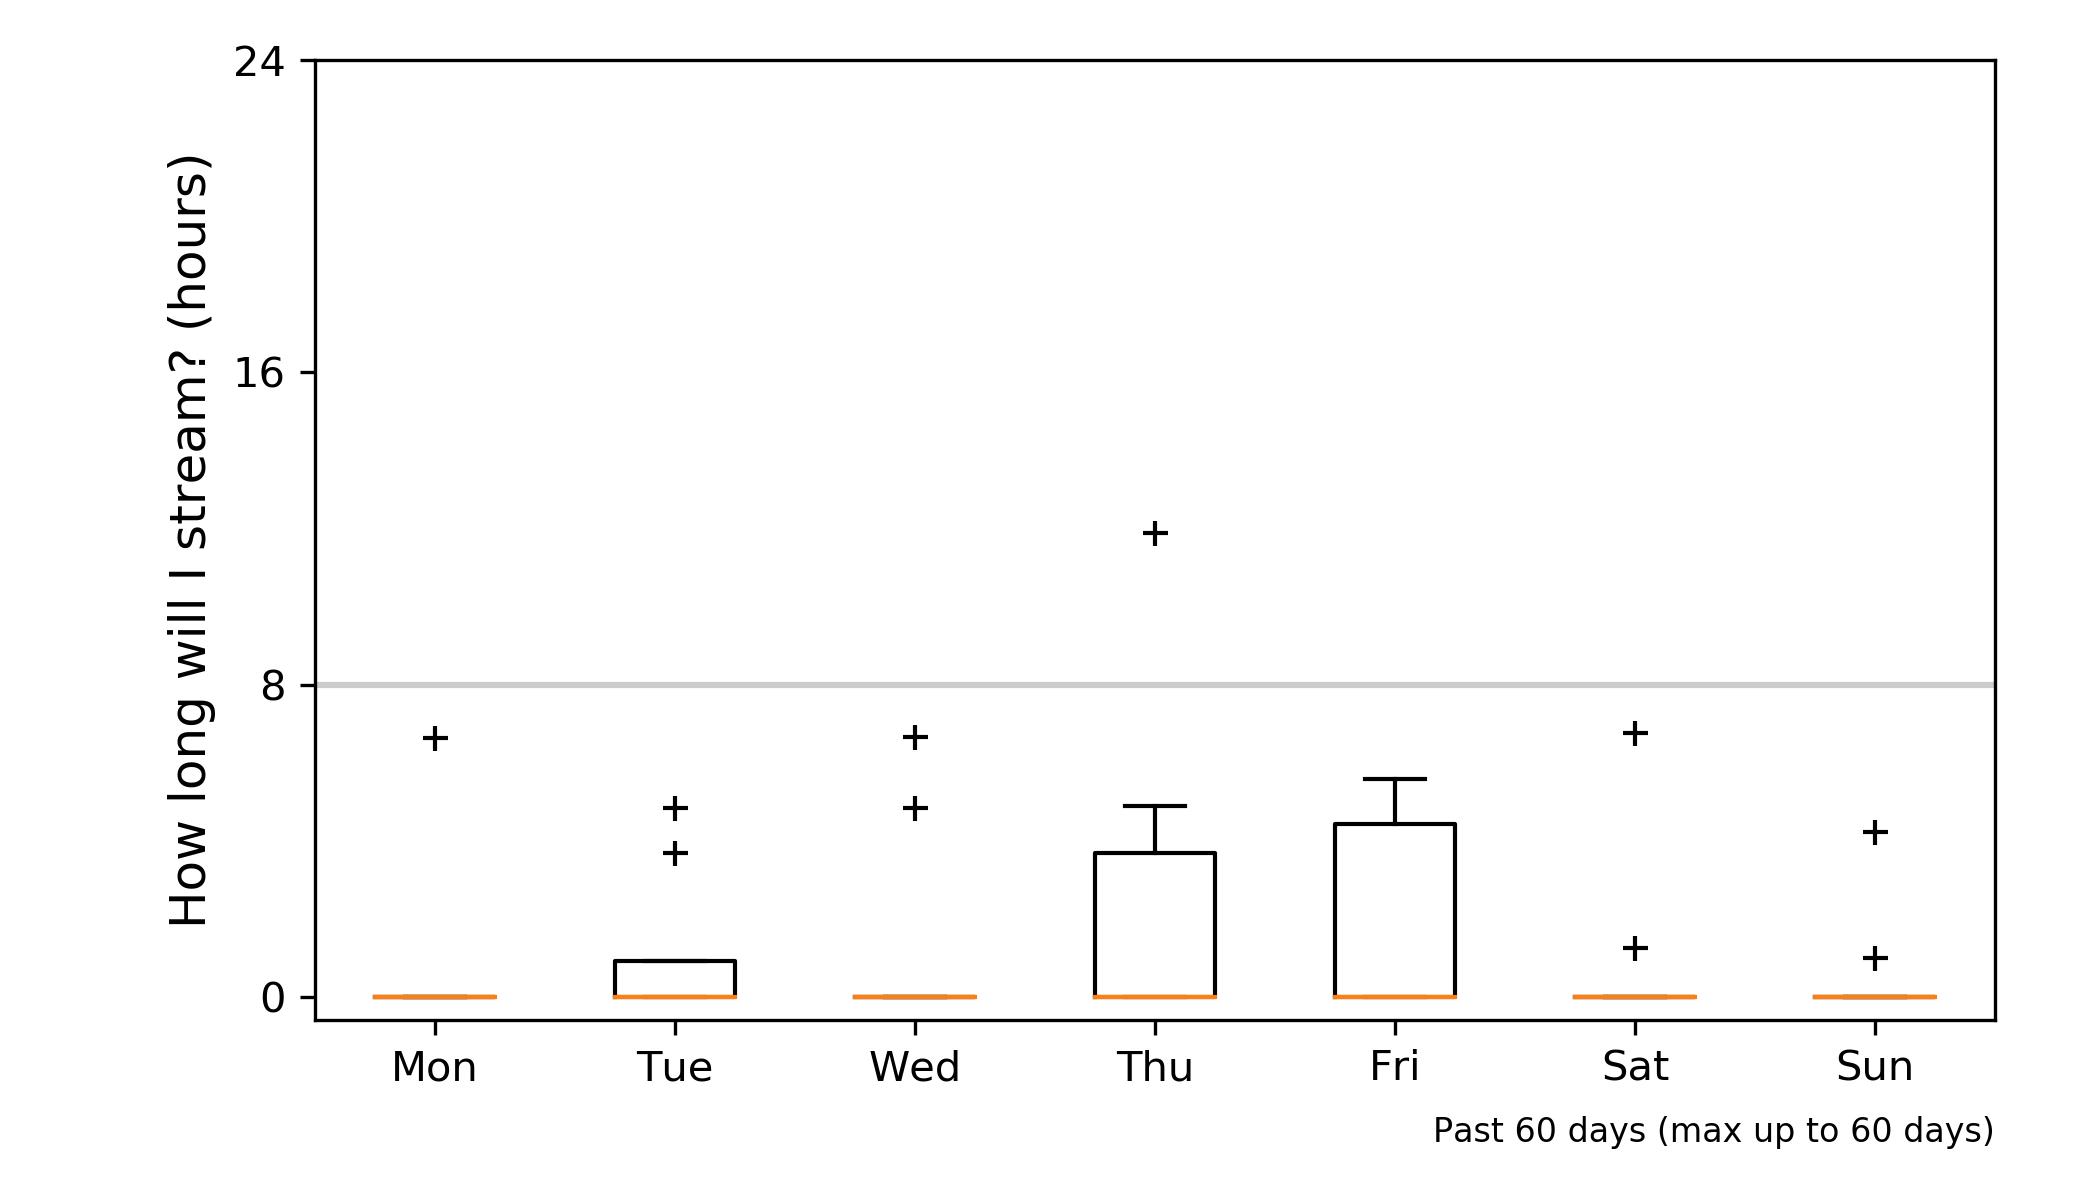 How long will I stream? (hours)
24
16
8
0
Mon Tue Wed Thu Fri Sat Sun
Past 60 days (max up to 60 days)